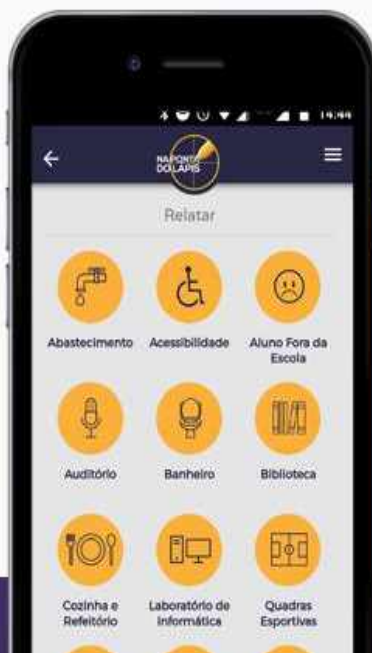 14:44
NA PONTA
DO LÁPIS
Relatar
Abastecimento
Acessibilidade
Aluno Fora da
Escola
Auditório
Banheiro
Biblioteca
Cozinha e
Refeitório
Laboratório de
Informática
Quadras
Esportivas